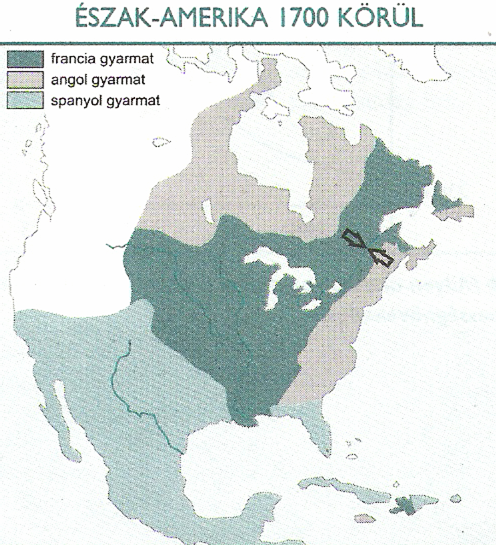 ÉSZAK-AMERIKA 1700 KÖRÜL
francia gyarmat
angol gyarmat
spanyol gyarmat